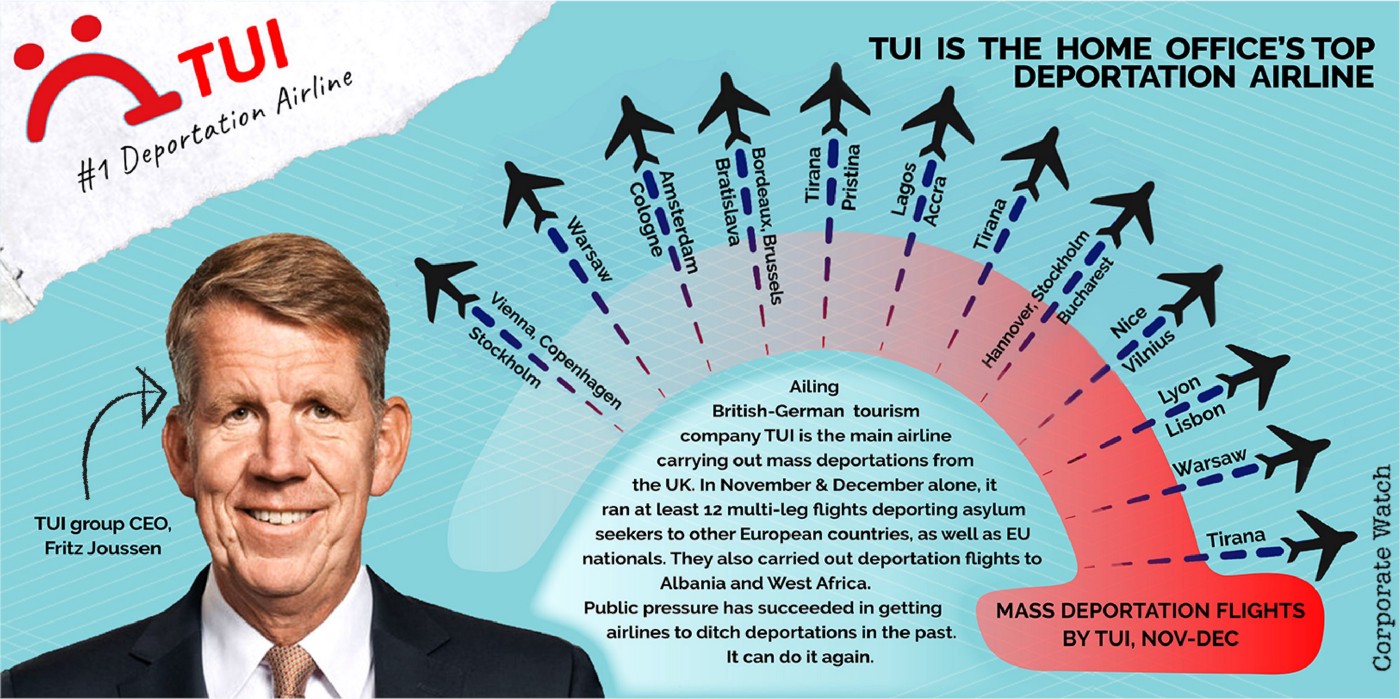 TUI
#1 Deportation Airline
TUI IS THE HOME OFFICE'S TOP
DEPORTATION AIRLINE
TUI group CEO,
Fritz Joussen
Vienna, Copenhagen
Stockholm
Warsaw
Amsterdam
Cologne
Bordeaux, Brussels
Bratislava
Tirana
Pristina
Lagos
Accra
Tirana
Hannover, Stockholm
Bucharest
Nice
Vilnius
Lyon
Lisbon
Warsaw
Tirana
Ailing
British-German tourism
company TUI is the main airline
carrying out mass deportations from
the UK. In November & December alone, it
ran at least 12 multi-leg flights deporting asylum
seekers to other European countries, as well as EU
nationals. They also carried out deportation flights to
Albania and West Africa.
Public pressure has succeeded in getting
airlines to ditch deportations in the past.
It can do it again.
MASS DEPORTATION FLIGHTS
BY TUI, NOV-DEC
Corporate Watch